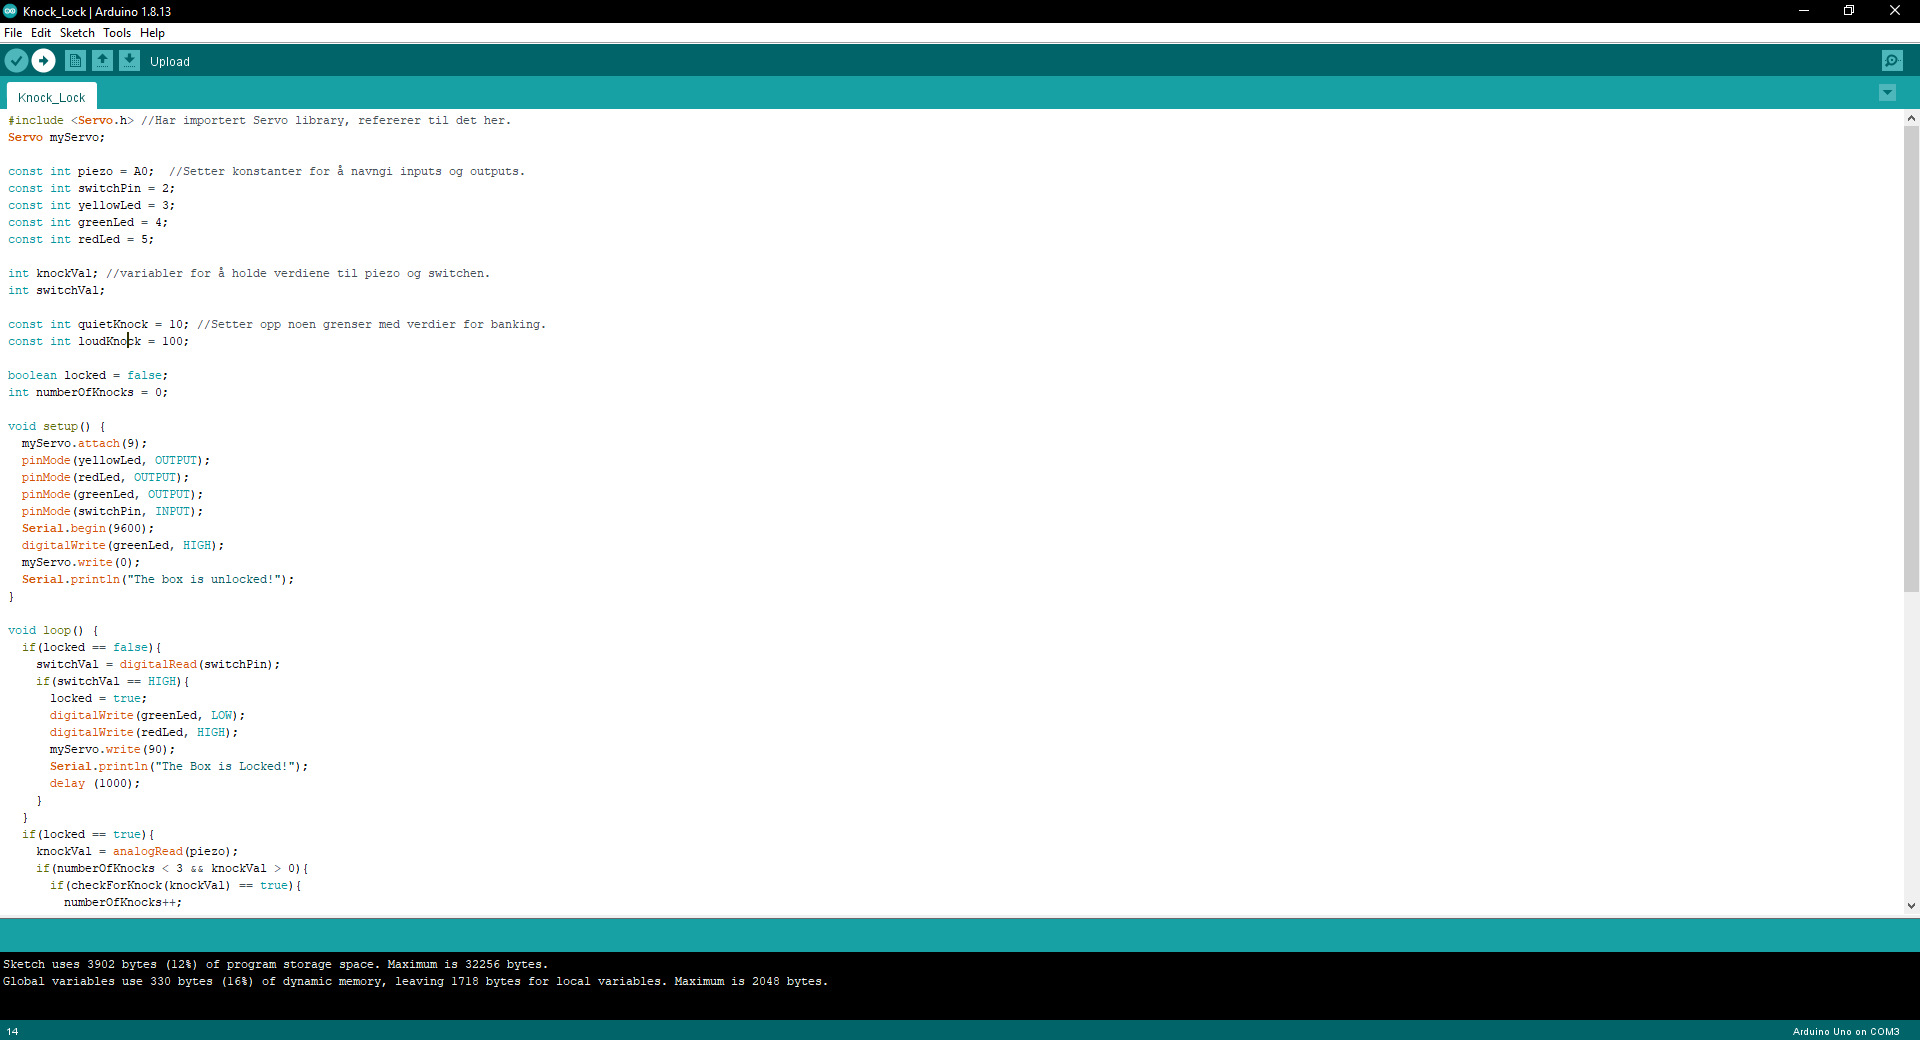 Knock_Lock | Arduino 1.8.13
File Edit Sketch Tools Help
Upload
Knock_Lock
#include <Servo.h> //Har importert Servo library, refererer til det her.
Servo myServo;
const int piezo = A0;  //Setter konstanter for å navngi inputs og outputs.
const int switchPin = 2;
const int yellowLed = 3;
const int greenLed = 4;
const int redLed = 5;
int knockVal; //variabler for å holde verdiene til piezo og switchen.
int switchVal;
const int quietKnock = 10; //Setter opp noen grenser med verdier for banking.
const int loudKnock = 100;
boolean locked = false;
int numberOfKnocks = 0;
void setup() {
  myServo.attach(9);
  pinMode(yellowLed, OUTPUT);
  pinMode(redLed, OUTPUT);
  pinMode(greenLed, OUTPUT);
  pinMode(switchPin, INPUT);
  Serial.begin(9600);
  digitalWrite(greenLed, HIGH);
  myServo.write(0);
  Serial.println("The box is unlocked!");
}
void loop() {
  if(locked == false){
    switchVal = digitalRead(switchPin);
    if(switchVal == HIGH){
      locked = true;
      digitalWrite(greenLed, LOW);
      digitalWrite(redLed, HIGH);
      myServo.write(90);
      Serial.println("The Box is Locked!");
      delay (1000);
    }
  }
  if(locked == true){
    knockVal = analogRead(piezo);
    if(numberOfKnocks < 3 && knockVal > 0){
      if(checkForKnock(knockVal) == true){
        numberOfKnocks++;
Sketch uses 3902 bytes (12%) of program storage space. Maximum is 32256 bytes.
Global variables use 330 bytes (16%) of dynamic memory, leaving 1718 bytes for local variables. Maximum is 2048 bytes.
14
Arduino Uno on COM3